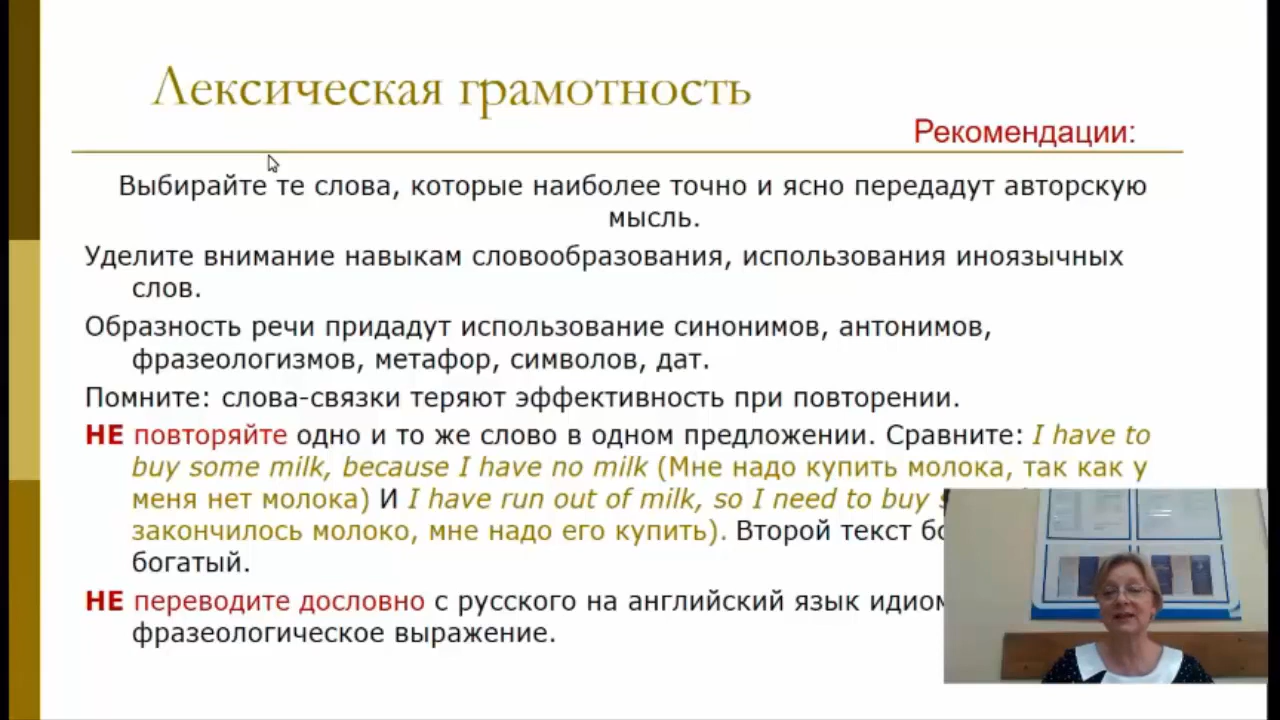 Лексическая грамотность
Рекомендации:
Выбирайте те слова, которые наиболее точно и ясно передадут авторскую
мысль.
Уделите внимание навыкам словообразования, использования иноязычных
слов.
Образность речи придадут использование синонимов, антонимов,
фразеологизмов, метафор, символов, дат.
Помните: слова-связки теряют эффективность при повторении.
НЕ повторяйте одно и то же слово в одном предложении. Сравните: I have to
buy some milk, because I have no milk (Мне надо купить молока, так как у
меня нет молока) И I have run out of milk, so I need to buy
закончилось молоко, мне надо его купить). Второй текст
богатый.
НЕ переводите дословно с русского на английский язык
фразеологическое выражение.